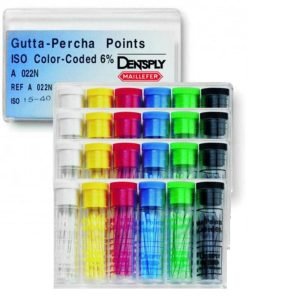 Gutta-Percha Points
ISO Color-Coded 6%
DENTSPLY
MAILLEFER
A 022N
REF A 022N
ISO 15-40